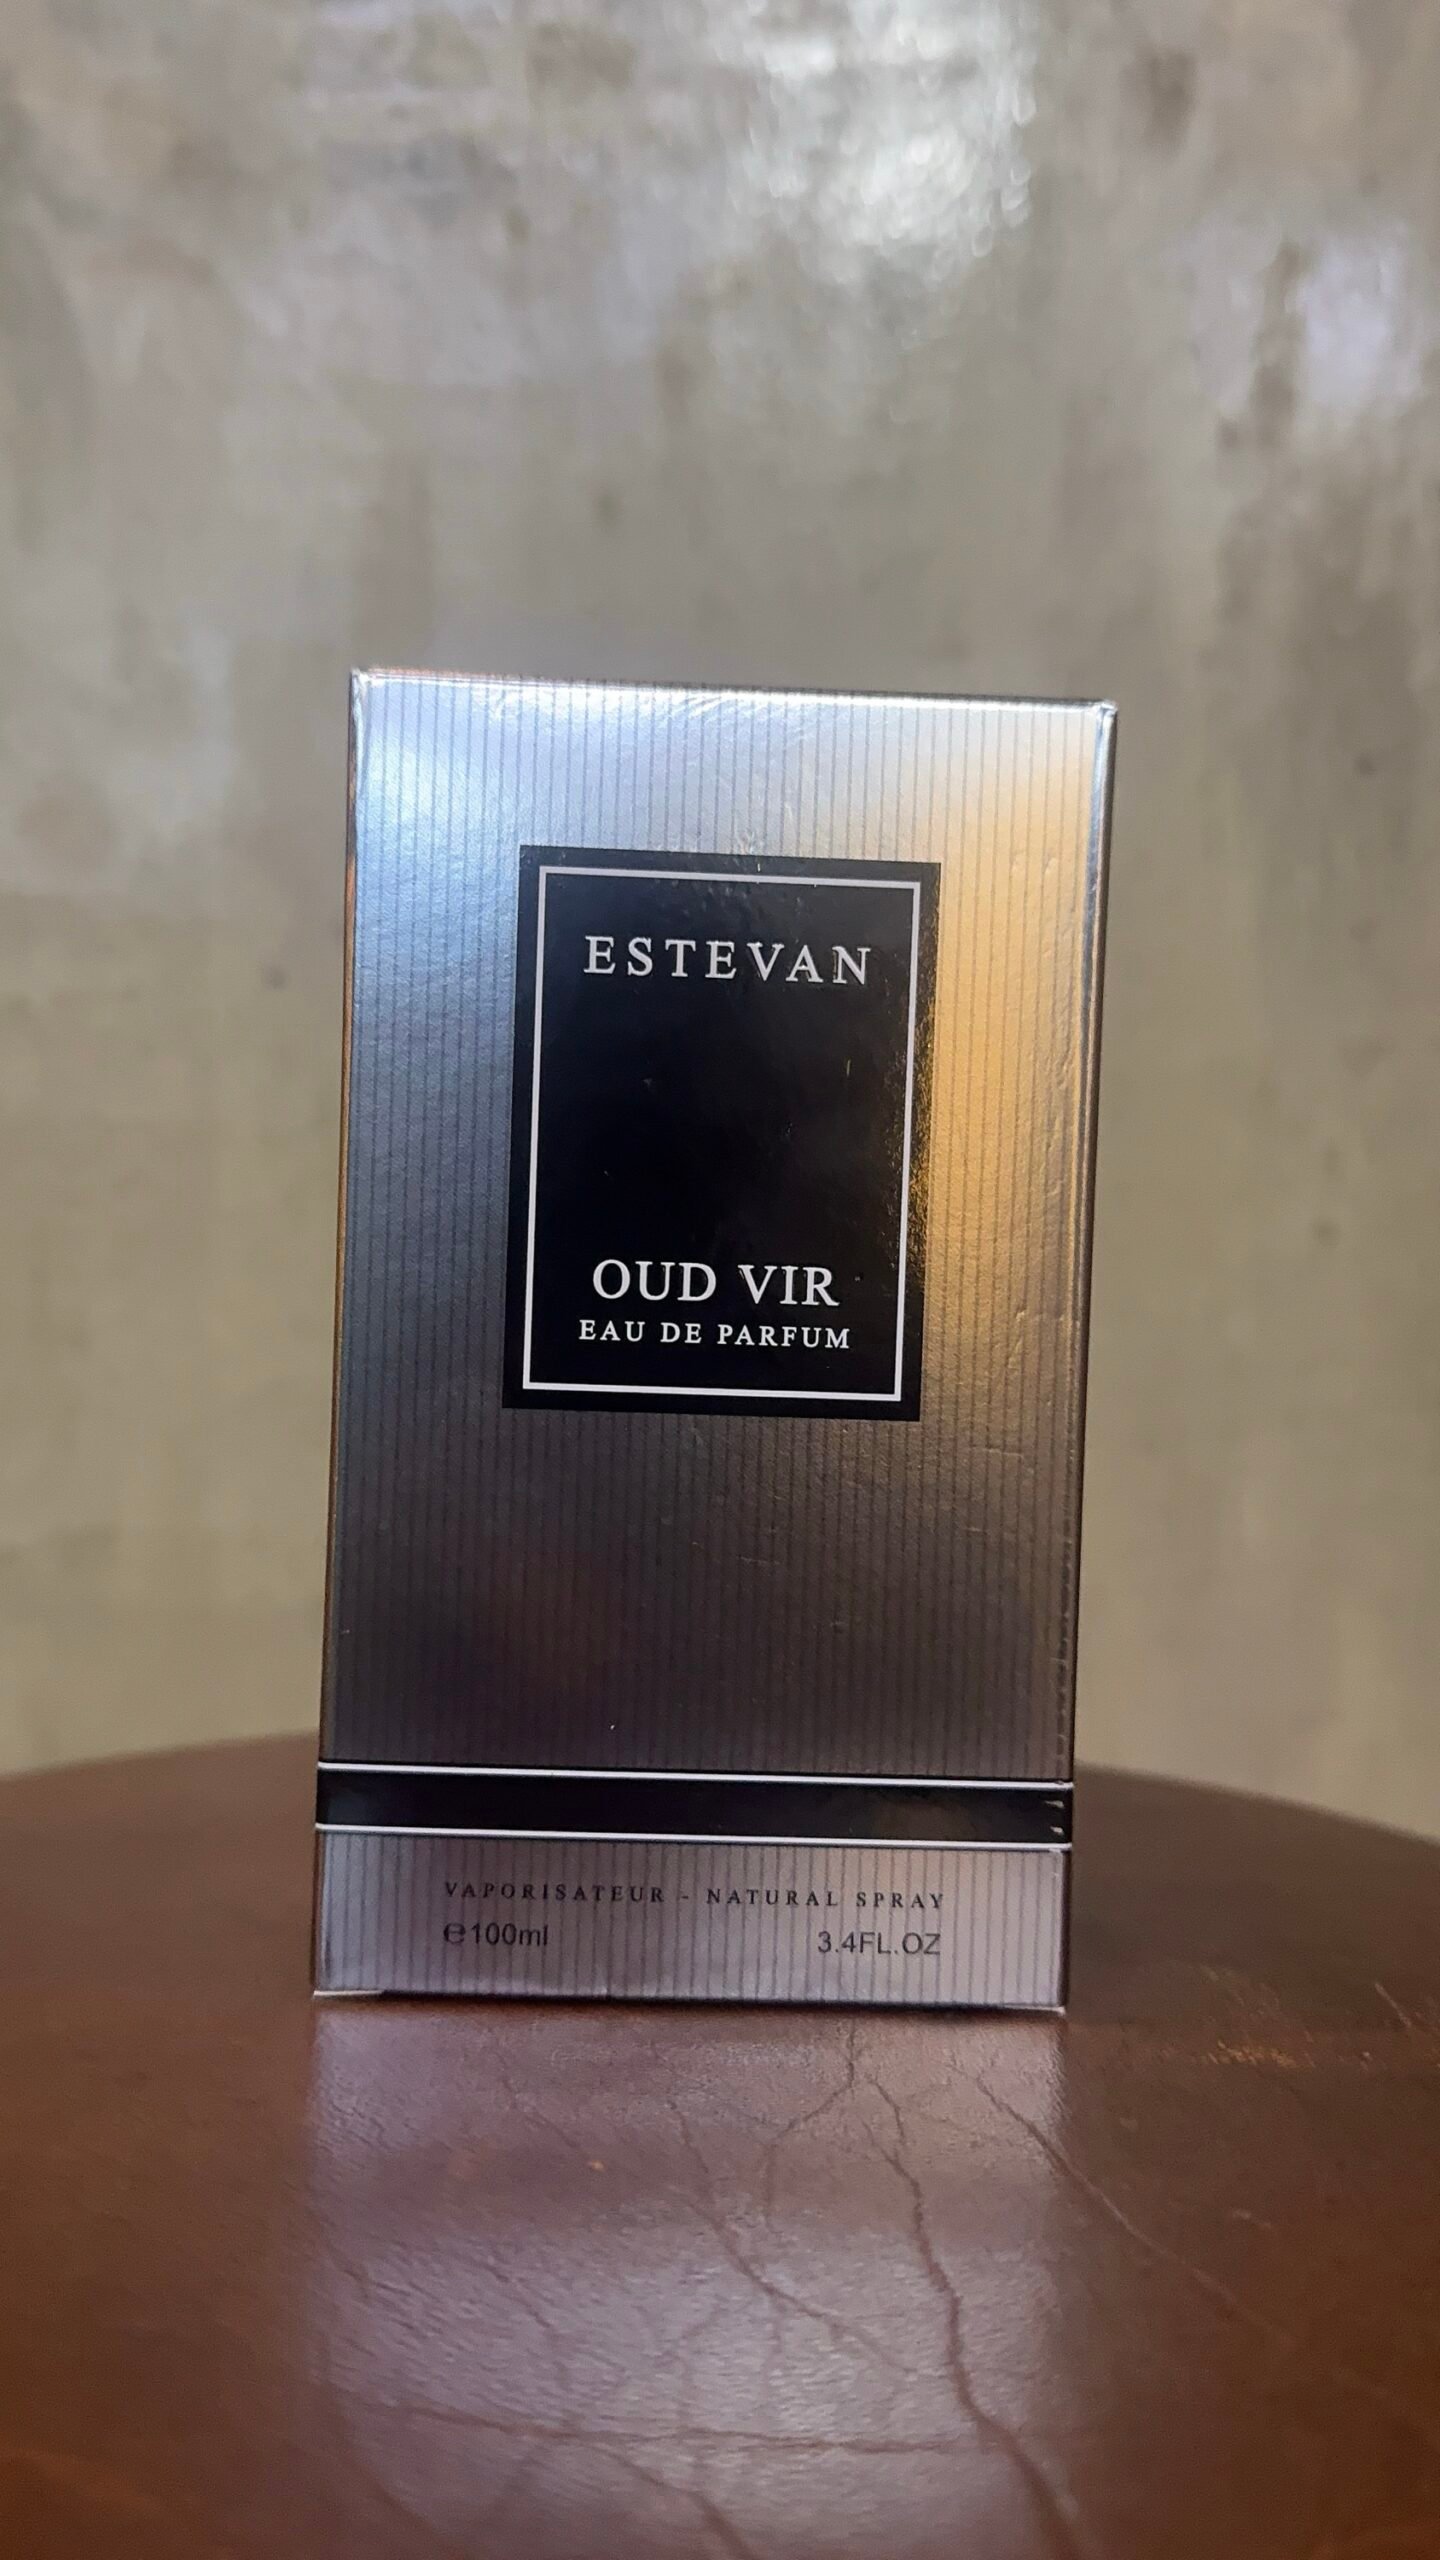 ESTEVAN
OUD VIR
EAU DE PARFUM
VAPORISATEUR - NATURAL SPRAY
℮100ml 3.4FL.OZ